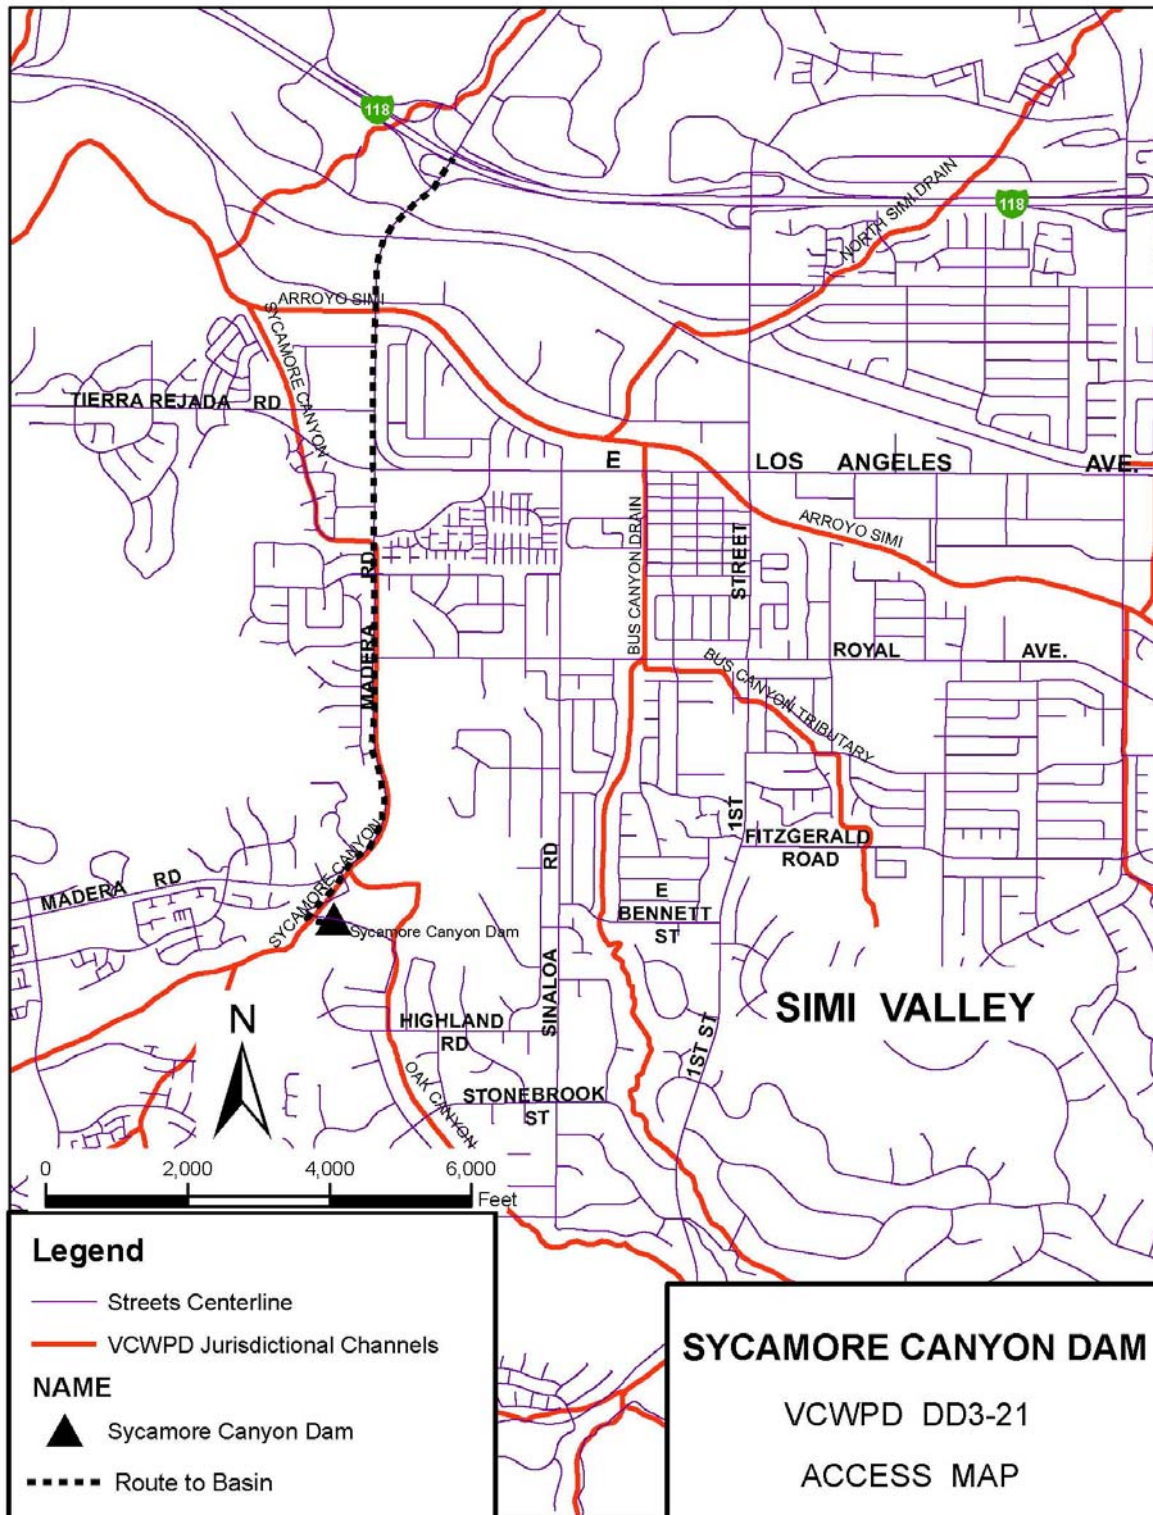 118
118
NORTH SIMI DRAIN
ARROYO SIMI
SYCAMORE CANYON
TIERRA REJADA RD
E LOS ANGELES AVE.
BUS CANYON DRAIN
STREET
ARROYO SIMI
MADERA RD
ROYAL AVE.
BUS CANYON TRIBUTARY
1ST
FITZGERALD
ROAD
SYCAMORE CANYON
MADERA RD
SINALOA RD
E
BENNETT
ST
SYCAMORE CANYON
Sycamore Canyon Dam
SIMI VALLEY
N
HIGHLAND
RD
1ST ST
OAK CANYON
STONEBROOK
ST
0 2,000 4,000 6,000
Feet
Legend
Streets Centerline
VCWPD Jurisdictional Channels
NAME
Sycamore Canyon Dam
Route to Basin
SYCAMORE CANYON DAM
VCWPD DD3-21
ACCESS MAP